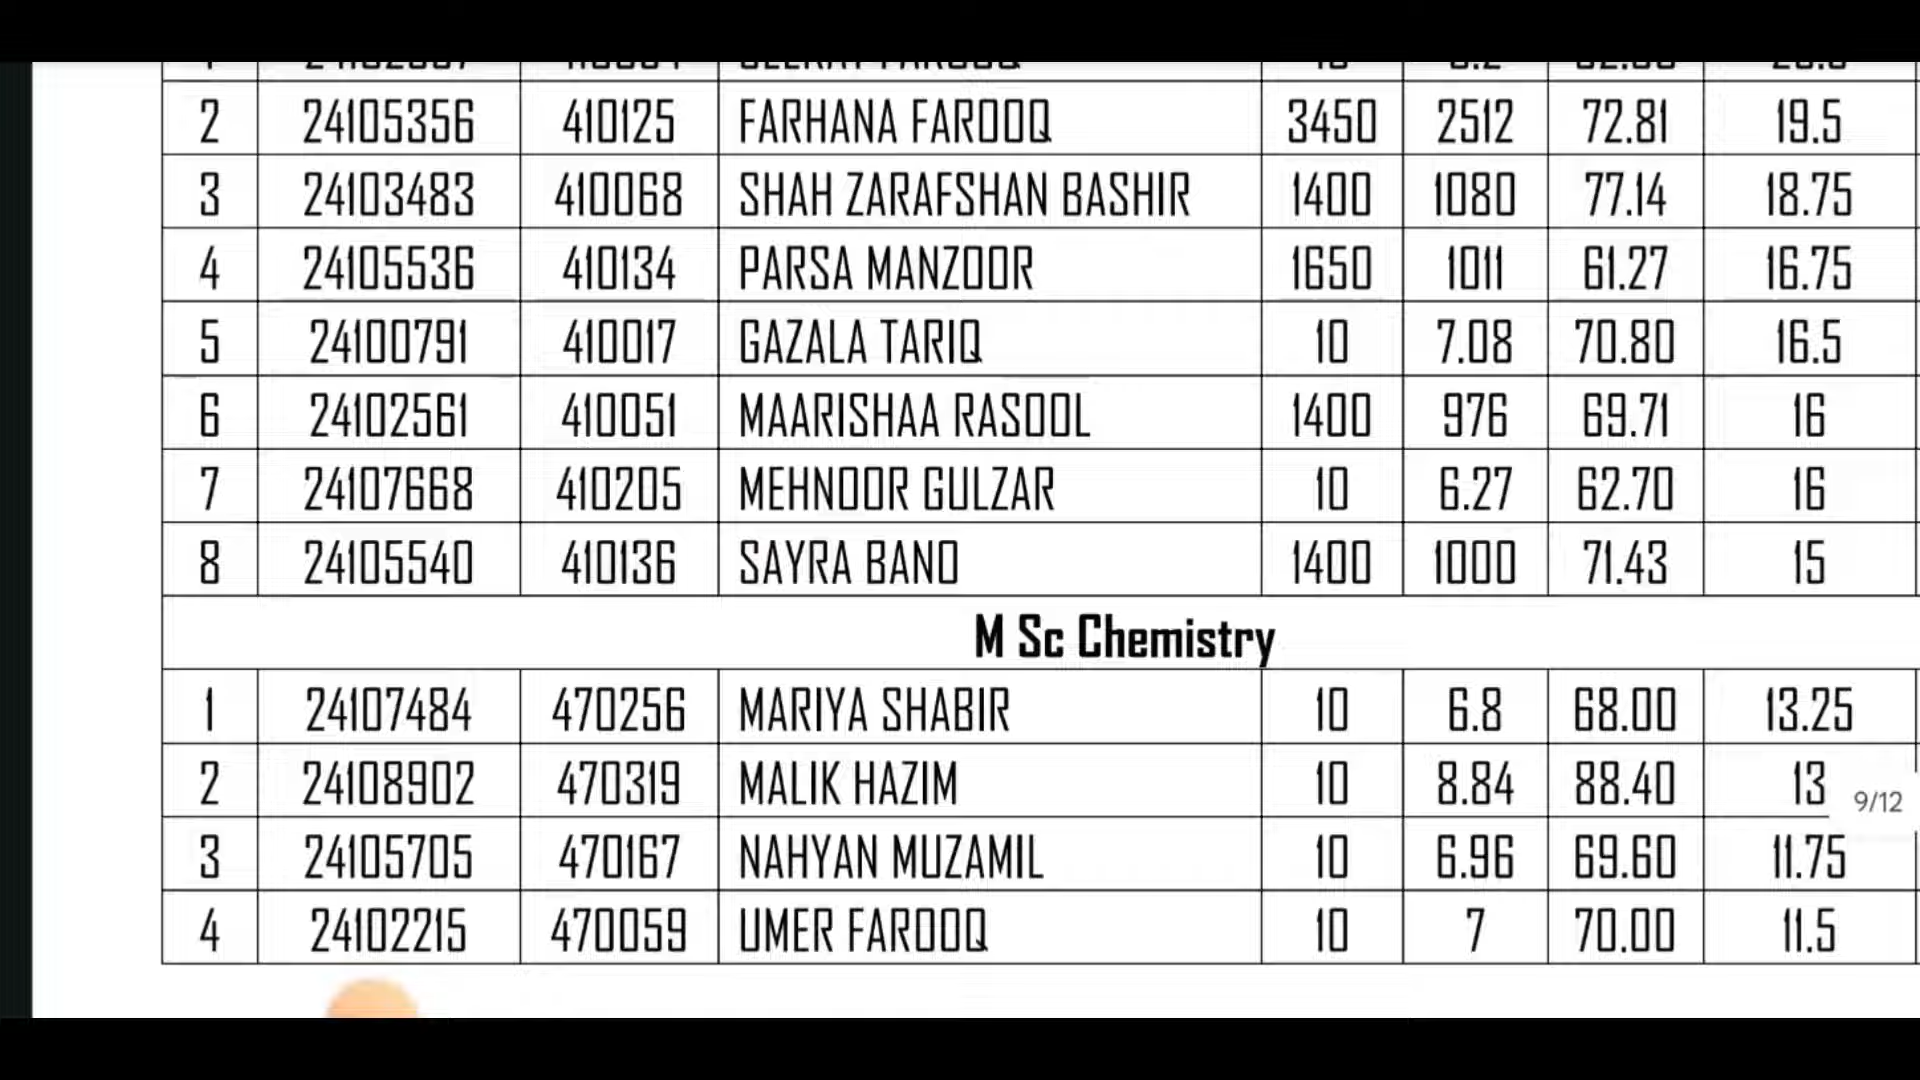 2 24105356 410125 FARHANA FAROOQ 3450 2512 72.81 19.5
3 24103483 410068 SHAH ZARAFSHAN BASHIR 1400 1080 77.14 18.75
4 24105536 410134 PARSA MANZOOR 1650 1011 61.27 16.75
5 24100791 410017 GAZALA TARIQ 10 7.08 70.80 16.5
6 24102561 410051 MAARISHAA RASOOL 1400 976 69.71 16
7 24107668 410205 MEHNOOR GULZAR 10 6.27 62.70 16
8 24105540 410136 SAYRA BANO 1400 1000 71.43 15
M Sc Chemistry
1 24107484 470256 MARIYA SHABIR 10 6.8 68.00 13.25
2 24108902 470319 MALIK HAZIM 10 8.84 88.40 13
9/12
3 24105705 470167 NAHYAN MUZAMIL 10 6.96 69.60 11.75
4 24102215 470059 UMER FAROOQ 10 7 70.00 11.5